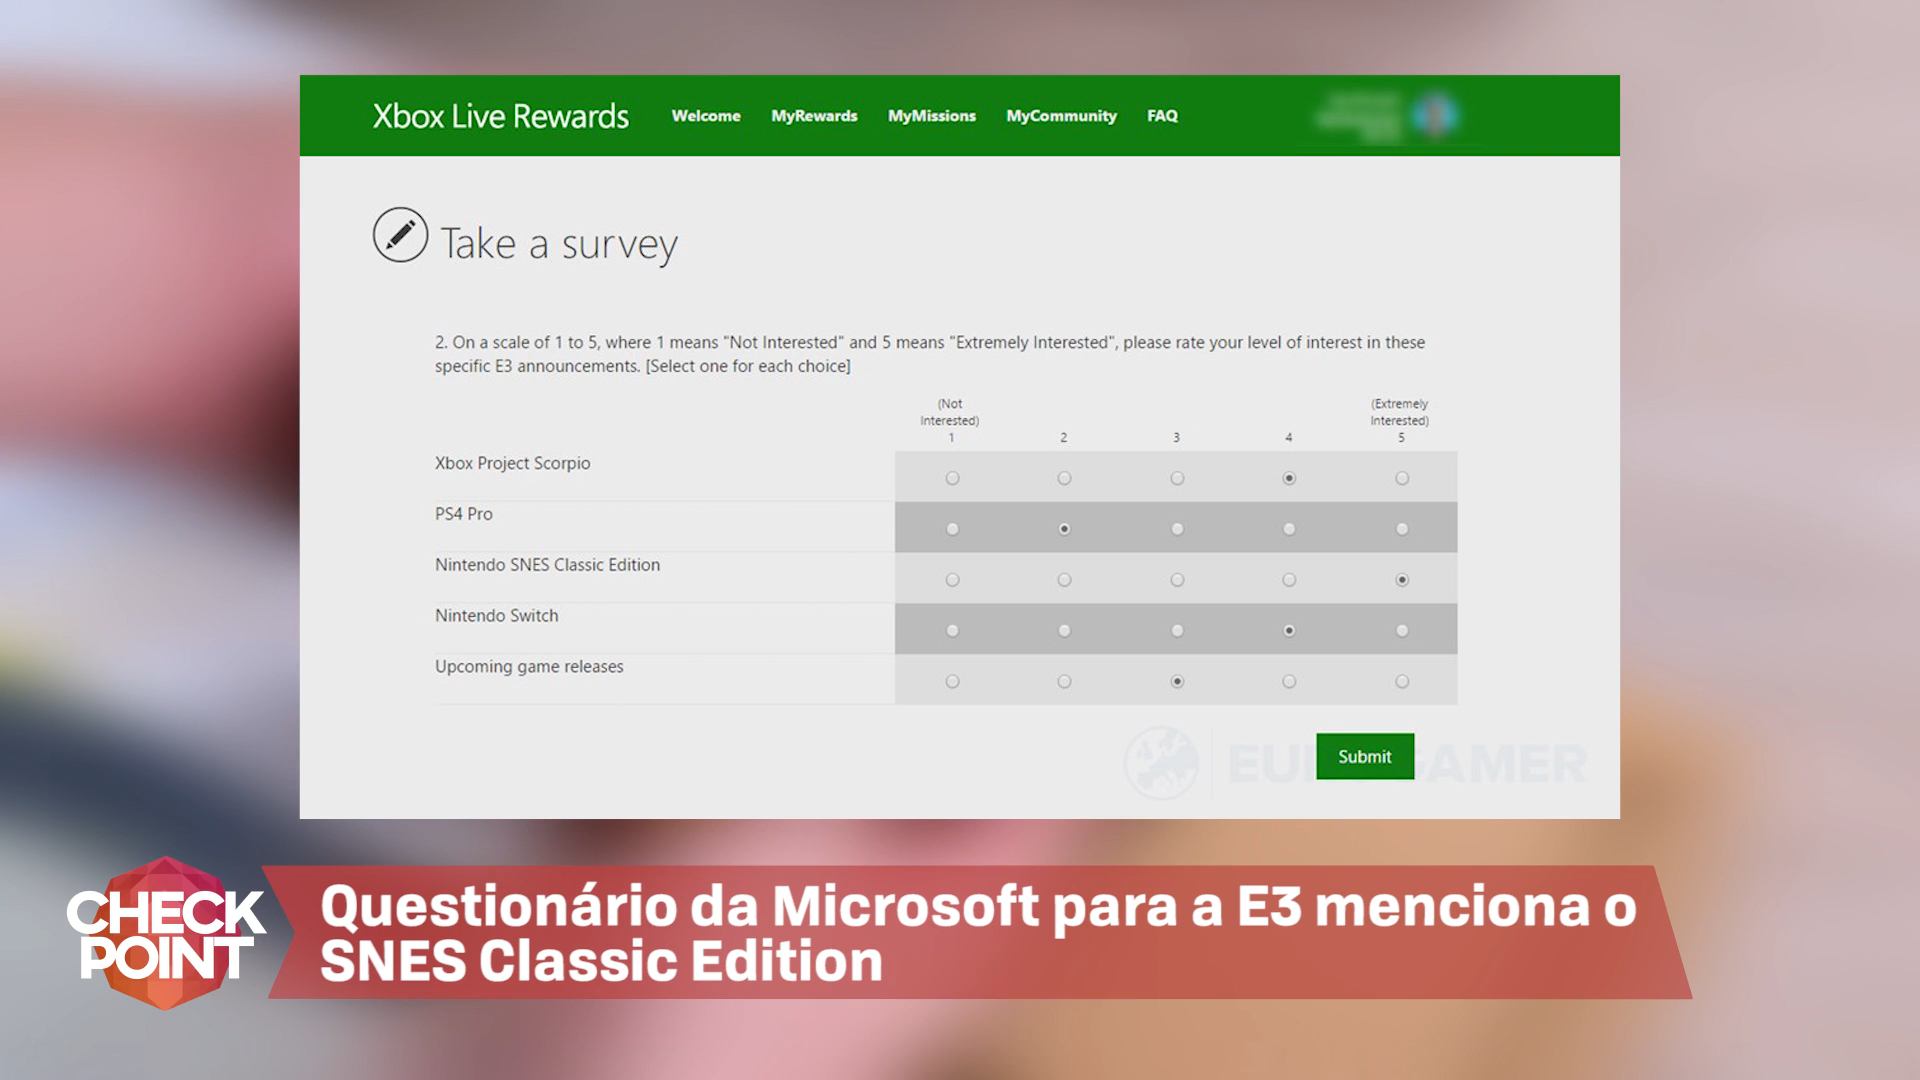 Xbox Live Rewards Welcome MyRewards MyMissions MyCommunity FAQ
Take a survey
2. On a scale of 1 to 5, where 1 means "Not Interested" and 5 means "Extremely Interested", please rate your level of interest in these
specific E3 announcements. [Select one for each choice]
(Not (Extremely
Interested) Interested)
1 2 3 4 5
Xbox Project Scorpio
PS4 Pro
Nintendo SNES Classic Edition
Nintendo Switch
Upcoming game releases
Submit
CHECK
POINT
Questionário da Microsoft para a E3 menciona o
SNES Classic Edition